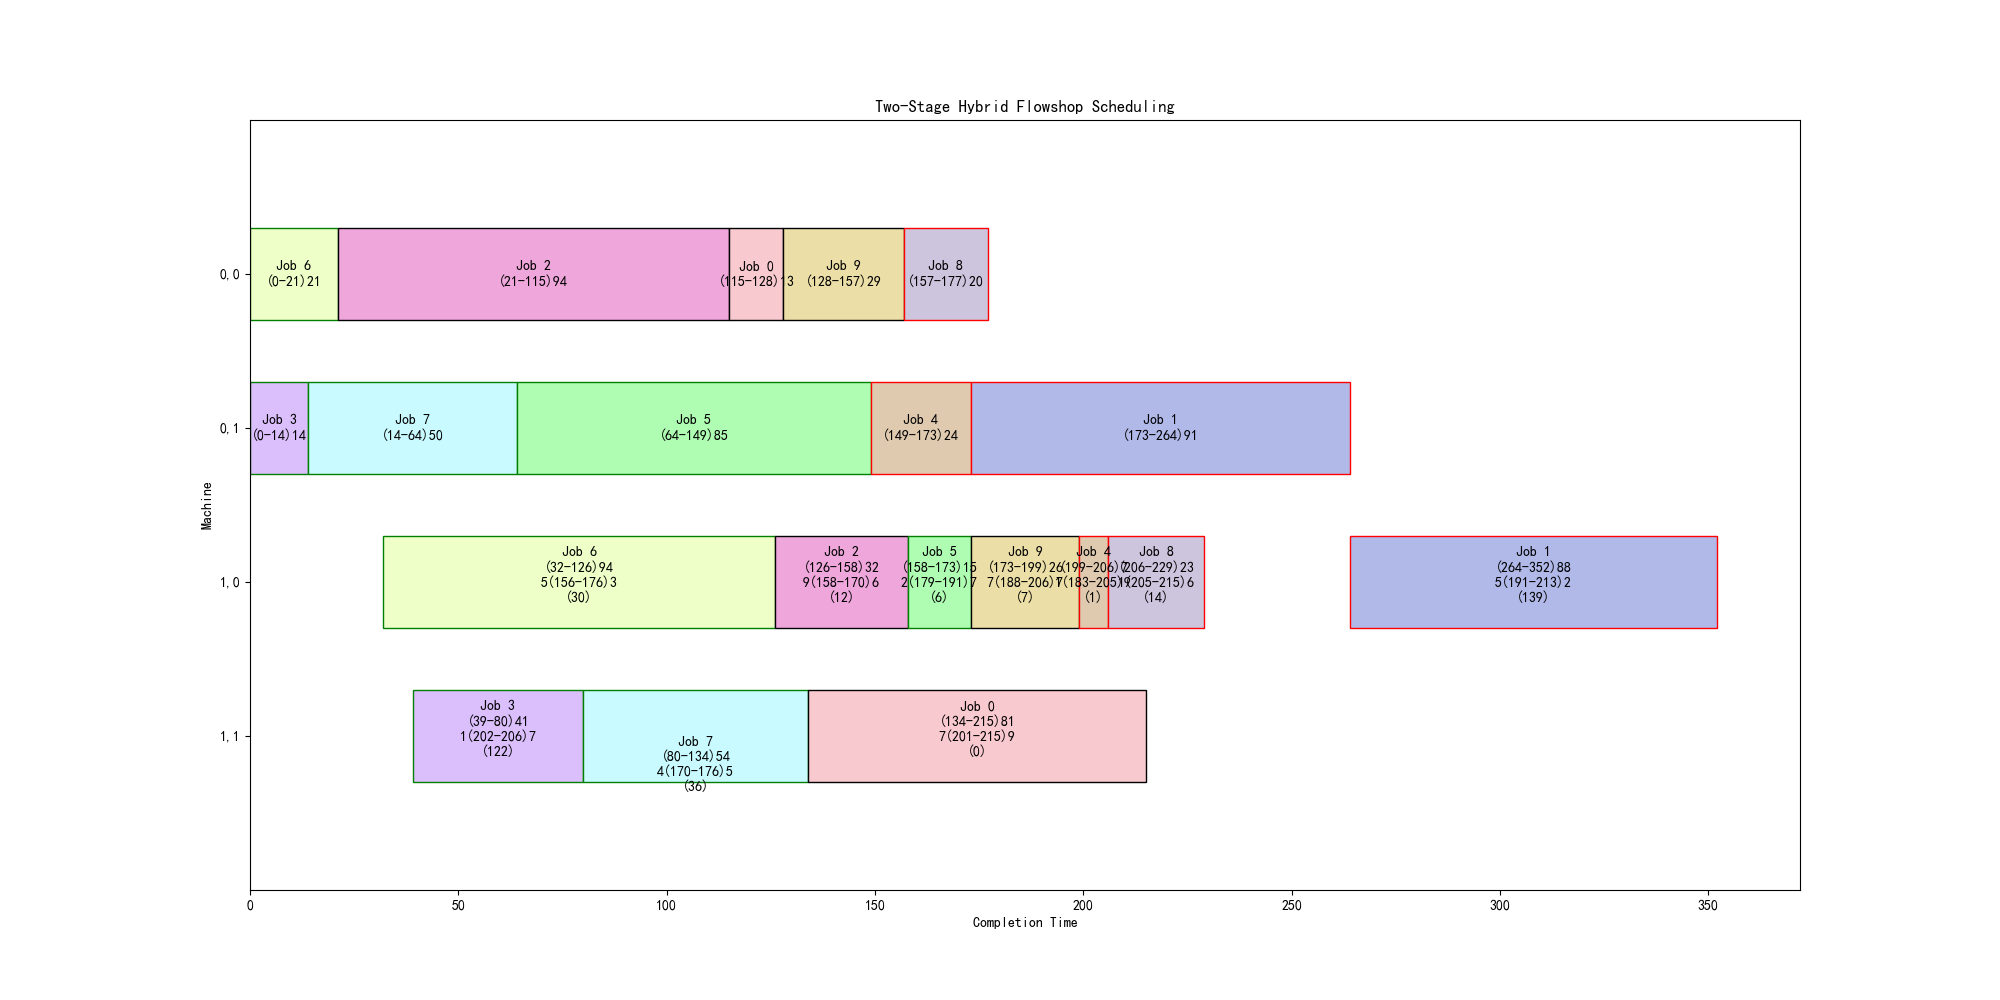 Two-Stage Hybrid Flowshop Scheduling
0,0
Job 6
(0-21)21
Job 2
(21-115)94
Job 0
(115-128)13
Job 9
(128-157)29
Job 8
(157-177)20
0,1
Job 3
(0-14)14
Job 7
(14-64)50
Job 5
(64-149)85
Job 4
(149-173)24
Job 1
(173-264)91
Machine
1,0
Job 6
(32-126)94
5(156-176)3
(30)
Job 2
(126-158)32
9(158-170)6
(12)
Job 5
(158-173)15
2(179-191)7
(6)
Job 9
(173-199)26
7(188-206)
(7)
Job 4
(199-206)7
(183-205)
(1)
Job 8
(206-229)23
(205-215)6
(14)
Job 1
(264-352)88
5(191-213)2
(139)
1,1
Job 3
(39-80)41
1(202-206)7
(122)
Job 7
(80-134)54
4(170-176)5
(36)
Job 0
(134-215)81
7(201-215)9
(0)
0
50
100
150
200
250
300
350
Completion Time